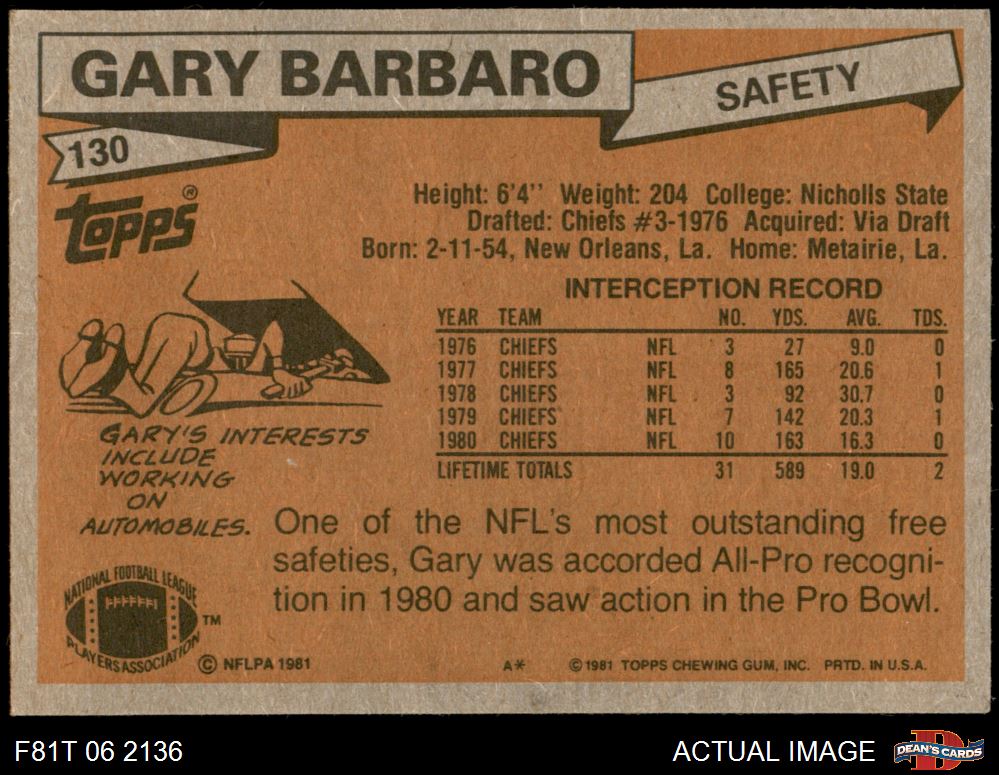 GARY BARBARO
SAFETY
130
topps®
Height: 6'4'' Weight: 204 College: Nicholls State
Drafted: Chiefs #3-1976 Acquired: Via Draft
Born: 2-11-54, New Orleans, La. Home: Metairie, La.
INTERCEPTION RECORD
YEAR TEAM NO. YDS. AVG. TDS.
1976 CHIEFS NFL 3 27 9.0 0
1977 CHIEFS NFL 8 165 20.6 1
1978 CHIEFS NFL 3 92 30.7 0
1979 CHIEFS NFL 7 142 20.3 1
1980 CHIEFS NFL 10 163 16.3 0
LIFETIME TOTALS 31 589 19.0 2
GARY'S INTERESTS
INCLUDE
WORKING
ON
AUTOMOBILES.
One of the NFL's most outstanding free
safeties, Gary was accorded All-Pro recogni-
tion in 1980 and saw action in the Pro Bowl.
NATIONAL FOOTBALL LEAGUE
PLAYERS ASSOCIATION
TM
© NFLPA 1981
A* © 1981 TOPPS CHEWING GUM, INC. PRTD. IN U.S.A.
F81T 06 2136
ACTUAL IMAGE
D
DEAN'S CARDS